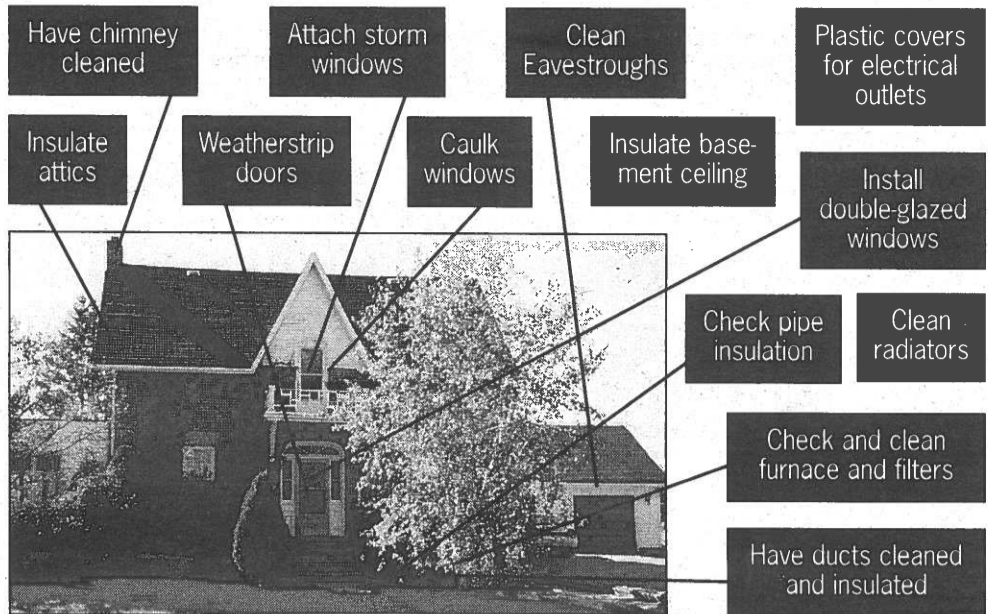 Have chimney
cleaned
Attach storm
windows
Clean
Eavestroughs
Plastic covers
for electrical
outlets
Insulate
attics
Weatherstrip
doors
Caulk
windows
Insulate base-
ment ceiling
Install
double-glazed
windows
Check pipe
insulation
Clean
radiators
Check and clean
furnace and filters
Have ducts cleaned
and insulated